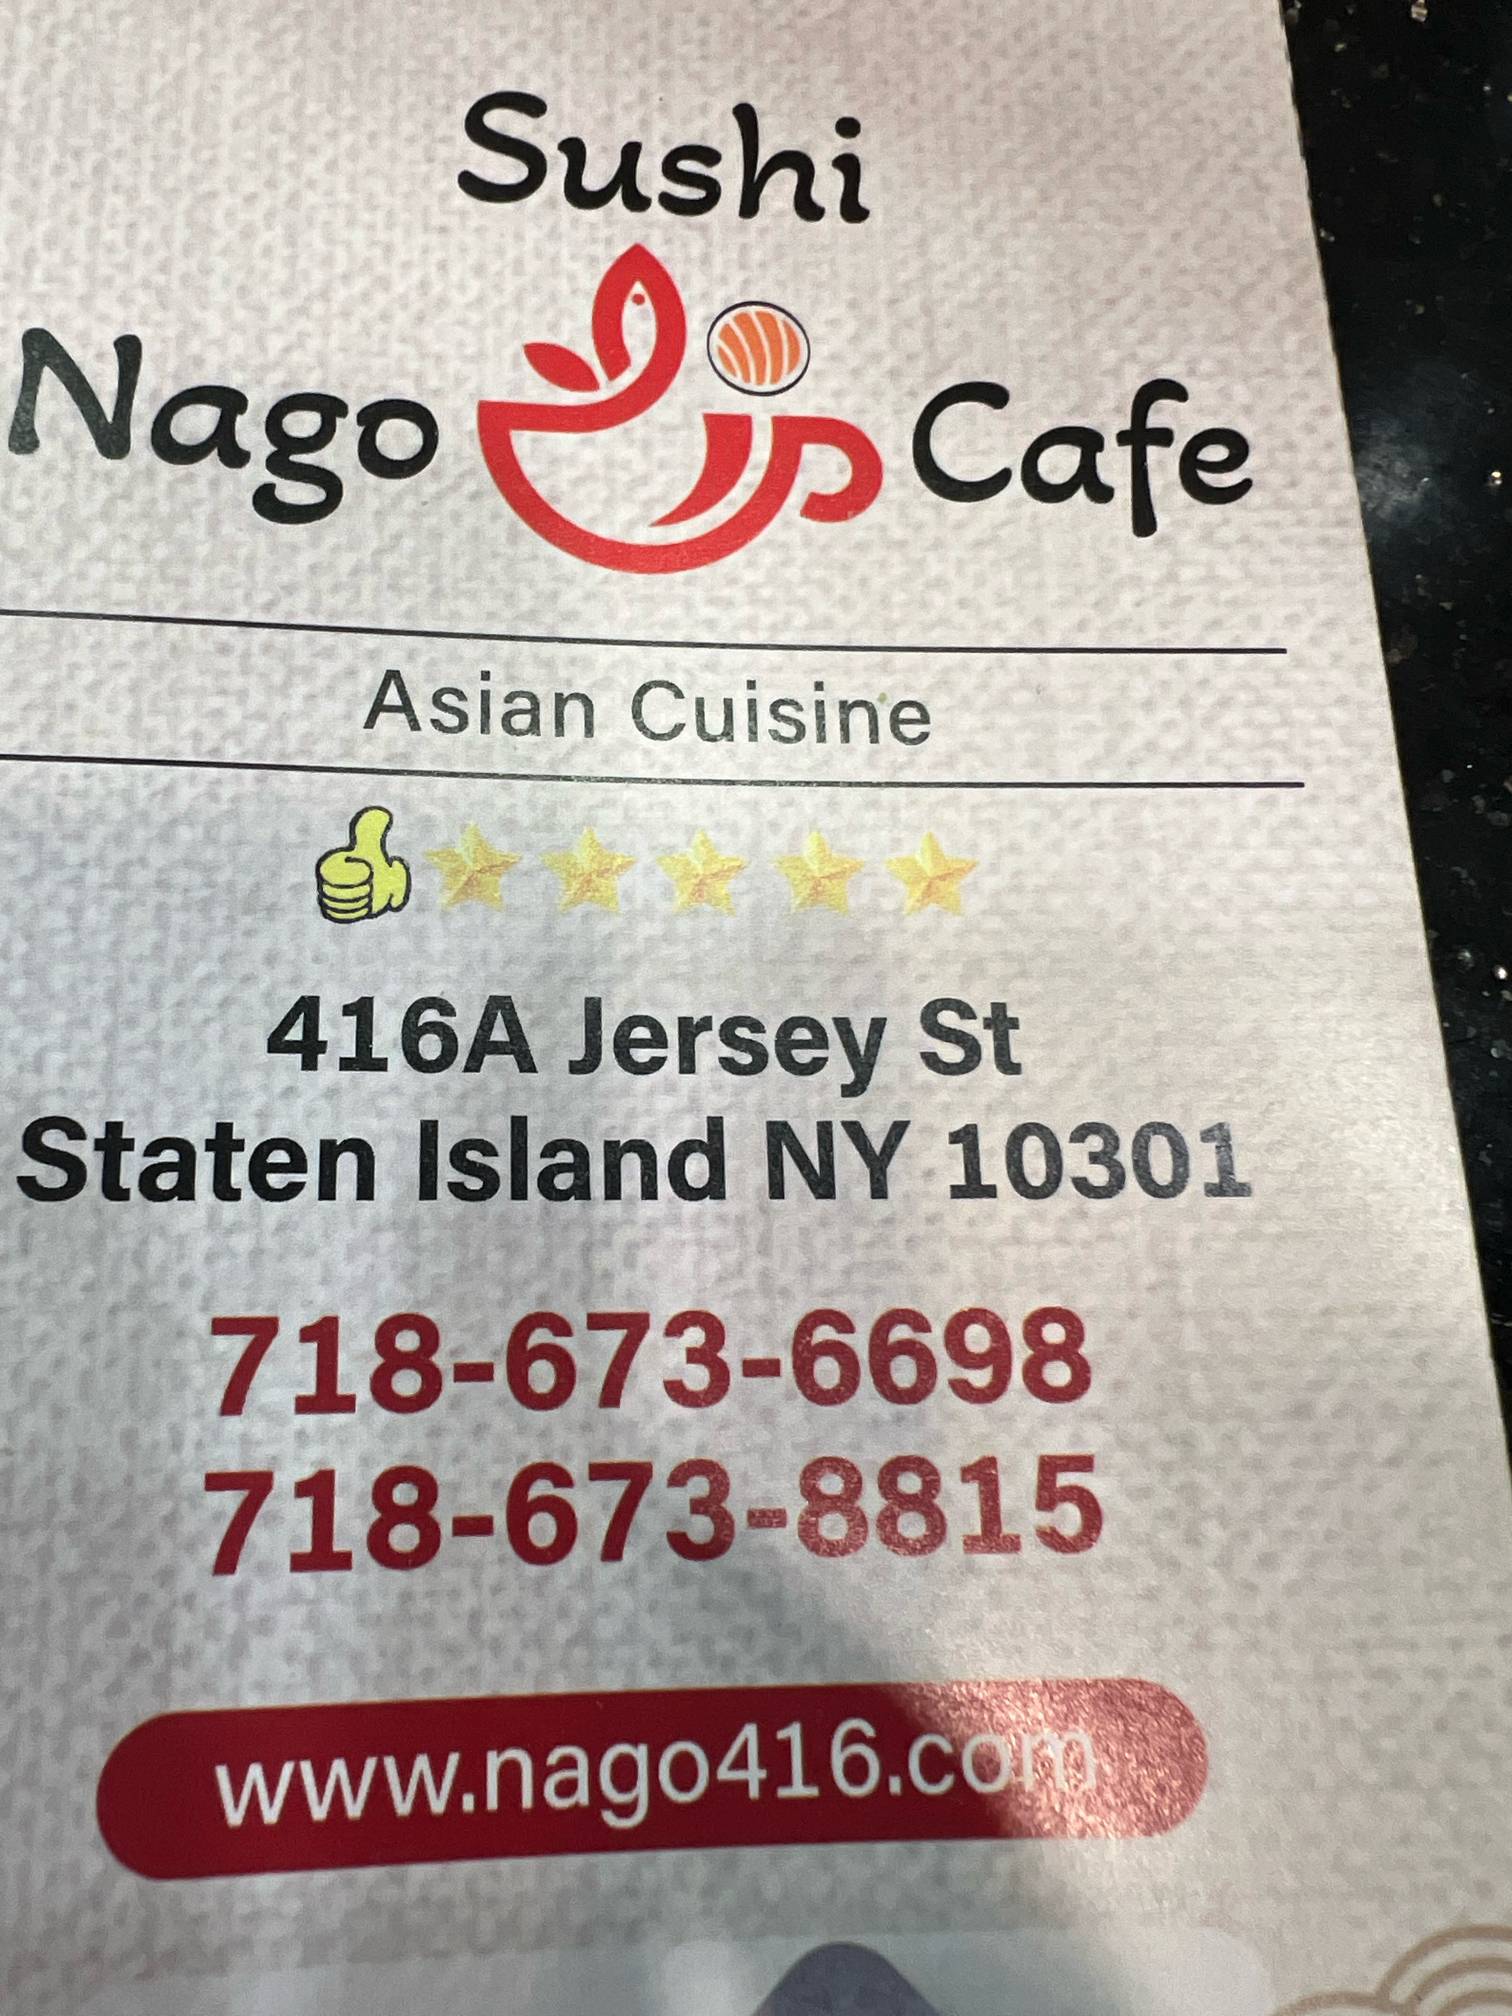 Sushi
Nago Cafe
Asian Cuisine
416A Jersey St
Staten Island NY 10301
718-673-6698
718-673-8815
www.nago416.com